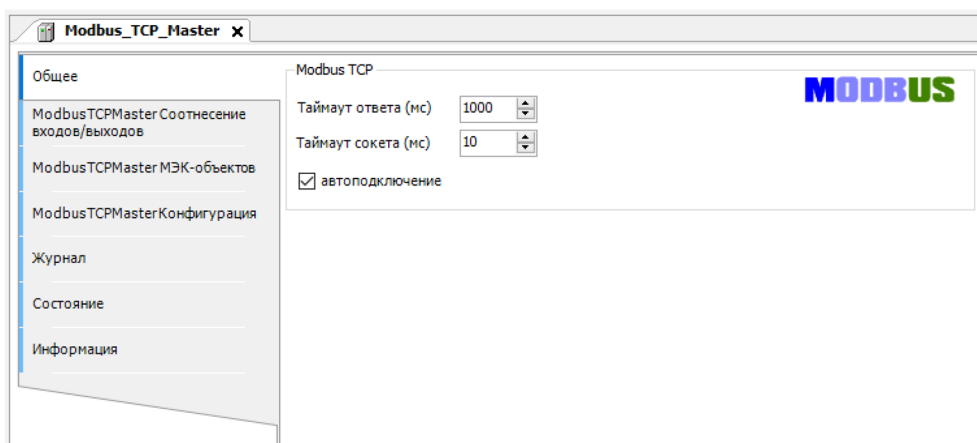 Modbus_TCP_Master x
Общее
ModbusTCPMaster Соотнесение
входов/выходов
ModbusTCPMaster МЭК-объектов
ModbusTCPMaster Конфигурация
Журнал
Состояние
Информация
Modbus TCP
MODBUS
Таймаут ответа (мс) 1000
Таймаут сокета (мс) 10
автоподключение